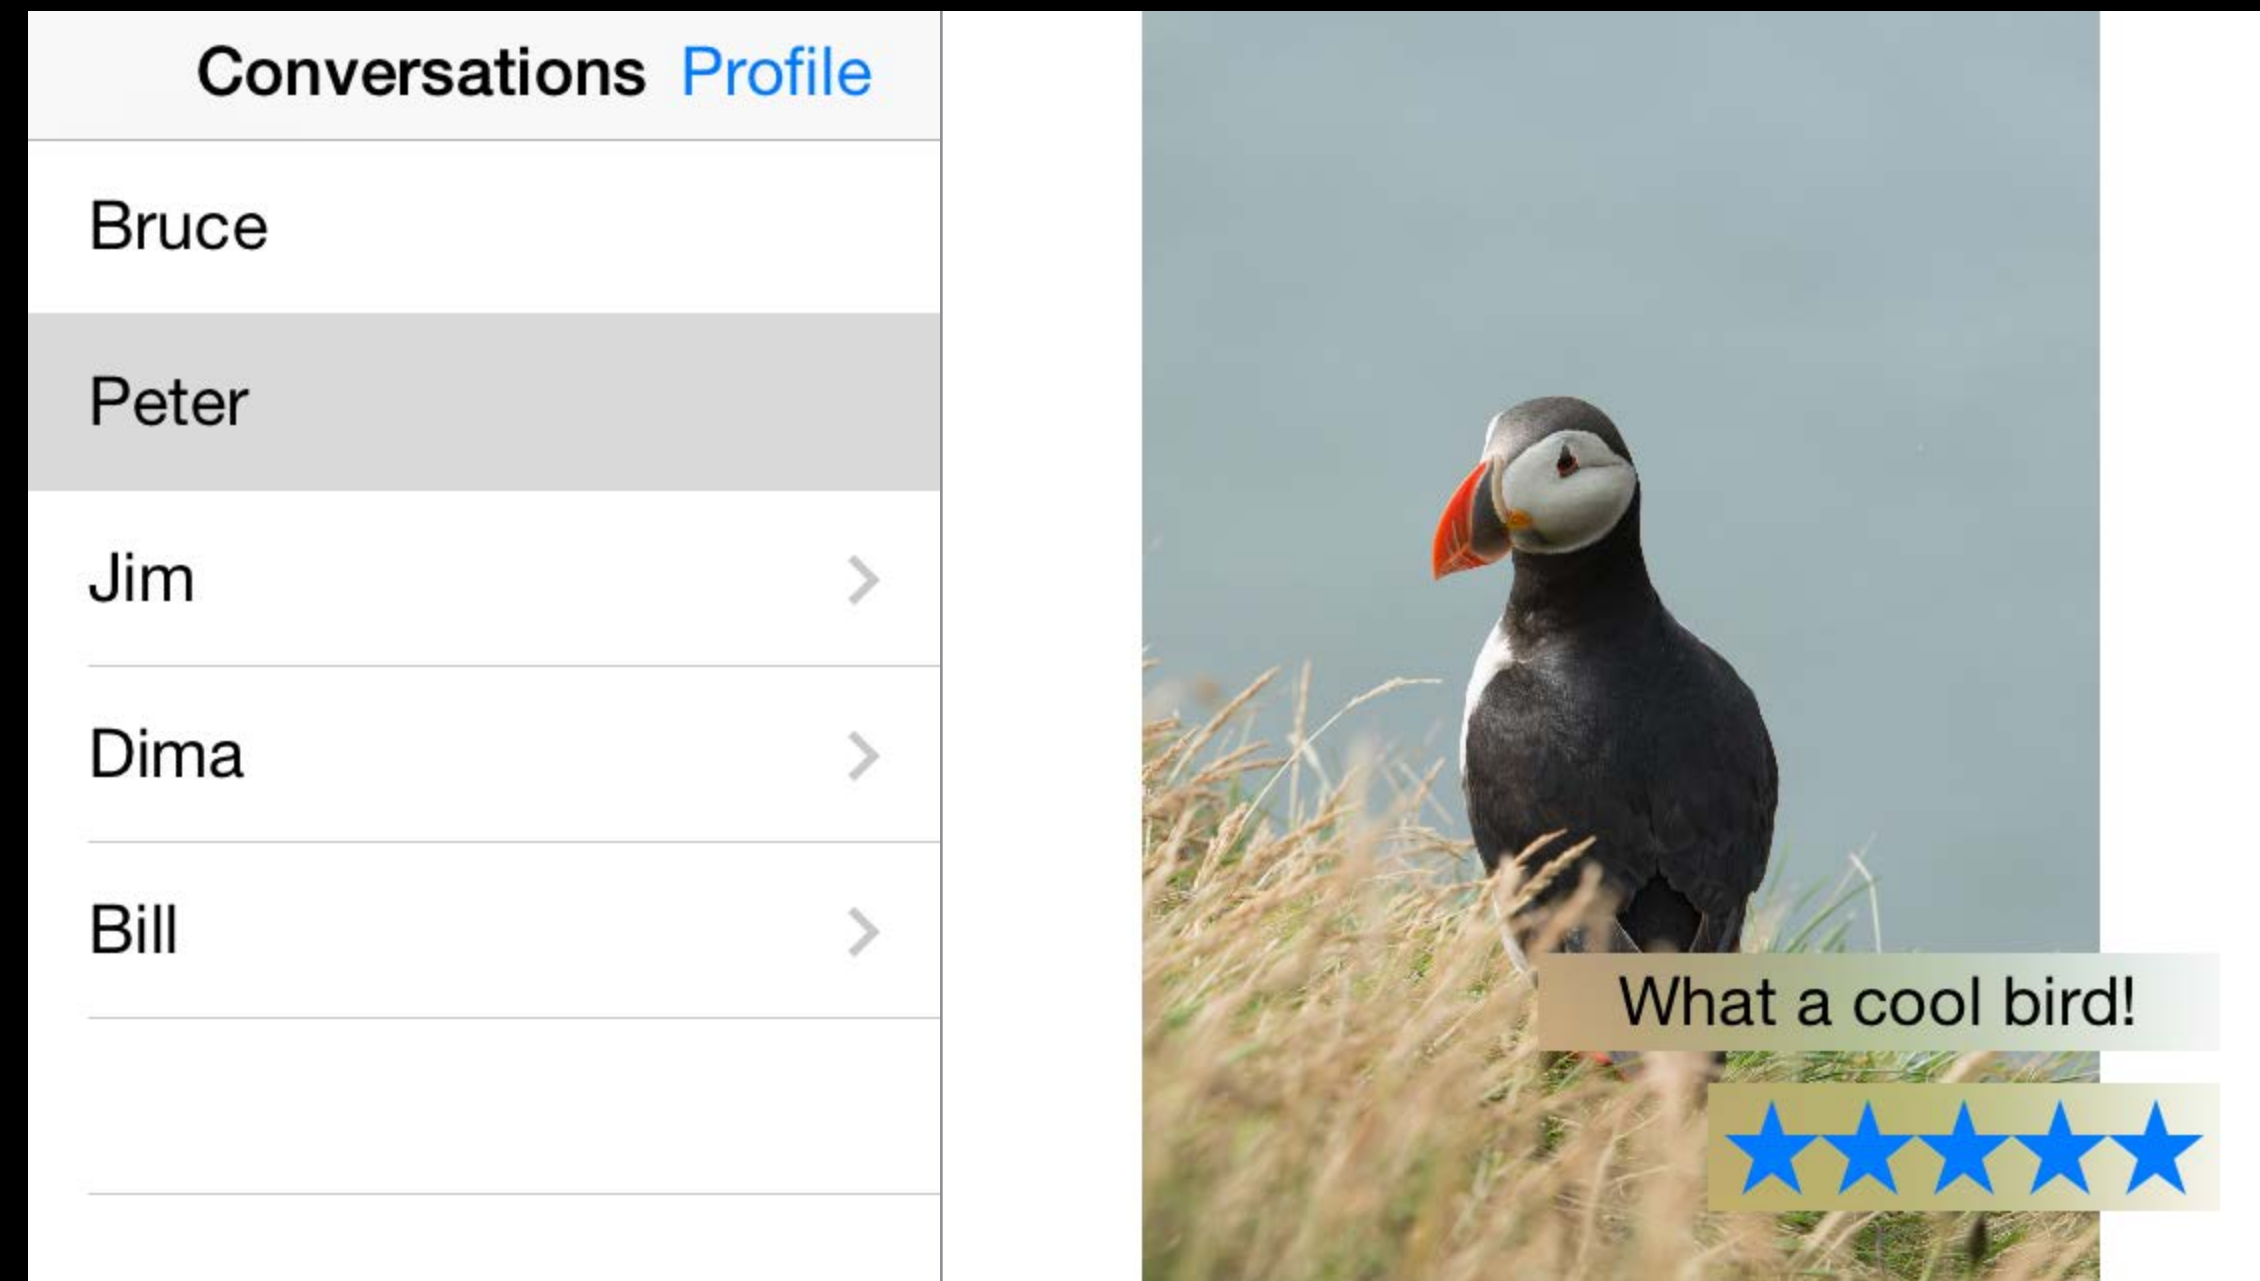 Conversations Profile
Bruce
Peter
Jim
Dima
Bill
What a cool bird!